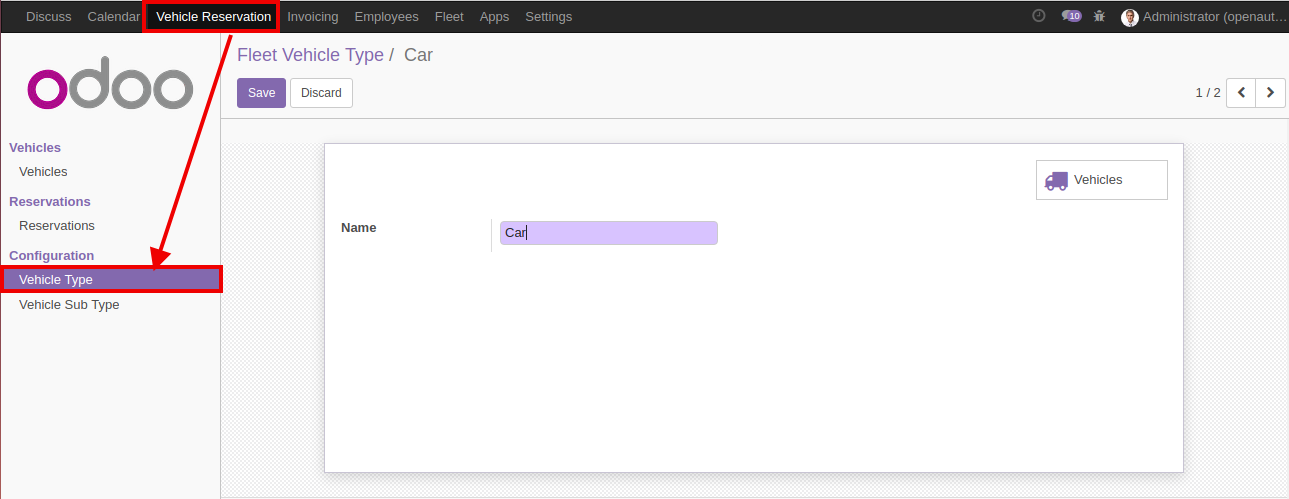 Discuss Calendar Vehicle Reservation Invoicing Employees Fleet Apps Settings 10 Administrator (openaut...
odoo
Fleet Vehicle Type / Car
Save Discard 1 / 2
Vehicles
Vehicles
Reservations
Reservations
Configuration
Vehicle Type
Vehicle Sub Type
Vehicles
Name Car